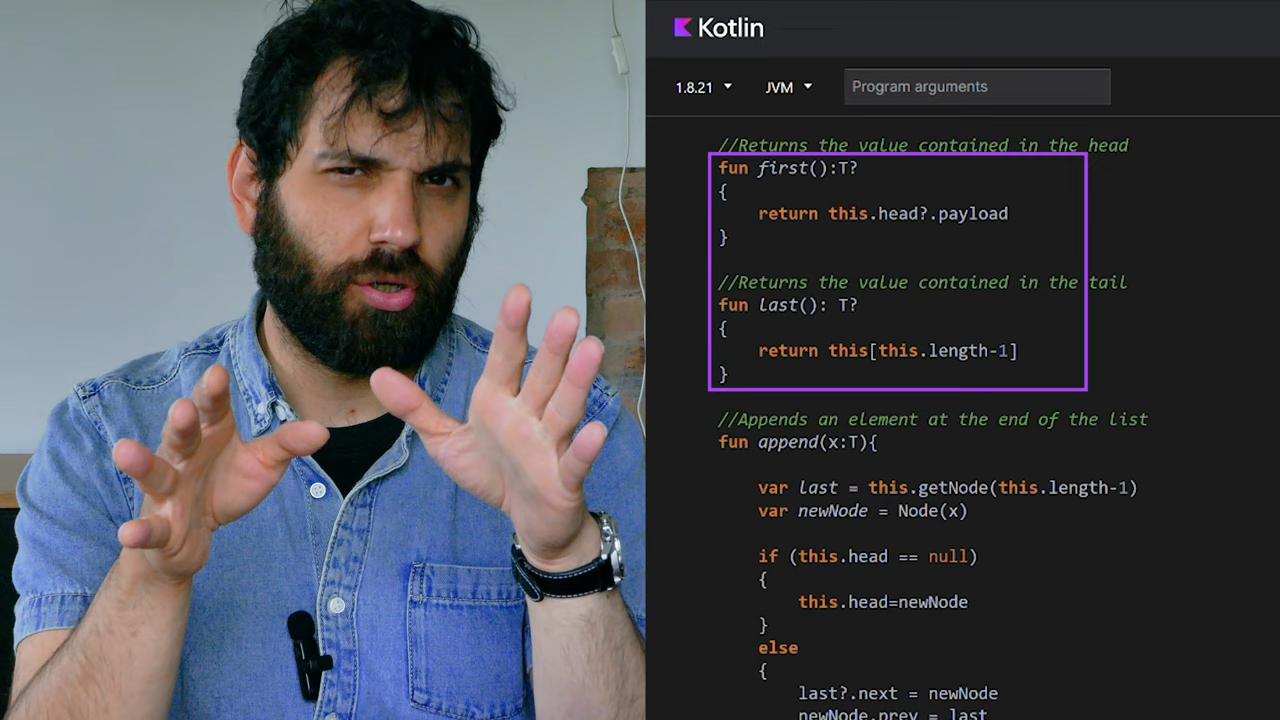 Kotlin
1.8.21 JVM Program arguments
//Returns the value contained in the head
fun first():T?
{
return this.head?.payload
}
//Returns the value contained in the tail
fun last(): T?
{
return this[this.length-1]
}
//Appends an element at the end of the list
fun append(x:T){
var last = this.getNode(this.length-1)
var newNode = Node(x)
if (this.head == null)
{
this.head=newNode
}
else
{
last?.next = newNode
newNode.prev = last